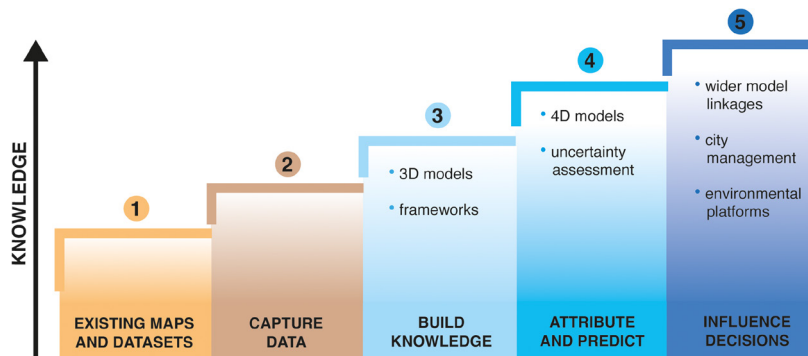 KNOWLEDGE
1
EXISTING MAPS
AND DATASETS
2
CAPTURE
DATA
3
• 3D models
• frameworks
BUILD
KNOWLEDGE
4
• 4D models
• uncertainty
assessment
ATTRIBUTE
AND PREDICT
5
• wider model
linkages
• city
management
• environmental
platforms
INFLUENCE
DECISIONS